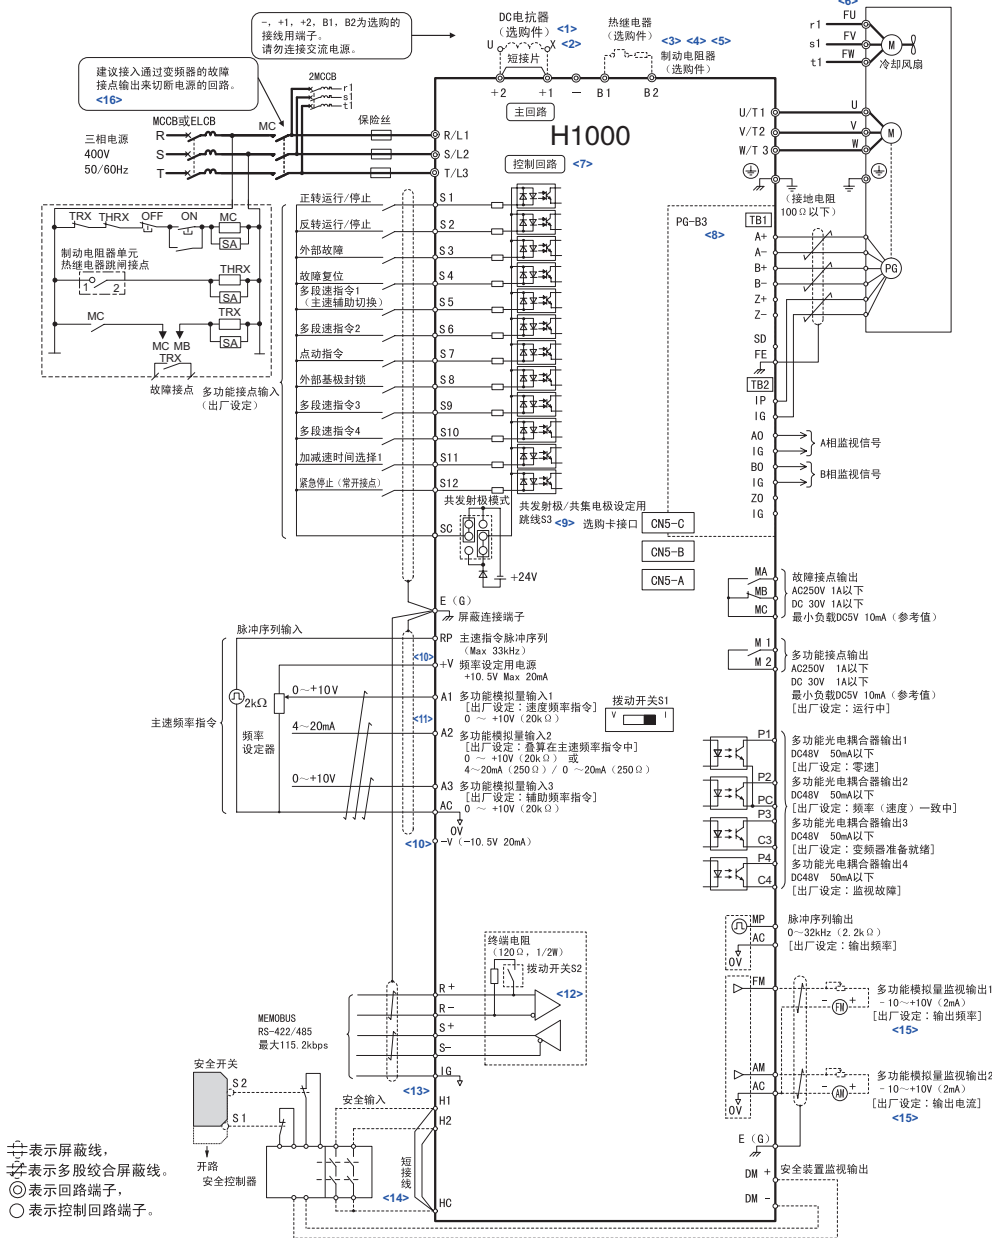 －, +1, +2, B1, B2为选购的
接线用端子。
请勿连接交流电源。
DC电抗器
（选购件） <1>
U X <2>
短接片
热继电器
（选购件）
<3> <4> <5>
制动电阻器
（选购件）
<6>
FU
r1
FV
s1
FW
t1
M
冷却风扇
建议接入通过变频器的故障
接点输出来切断电源的回路。
<16>
2MCCB
r1
s1
t1
+2 +1 － B1 B2
主回路
H1000
控制回路 <7>
MCCB或ELCB
MC
保险丝
三相电源
400V
50/60Hz
R
S
T
R/L1
S/L2
T/L3
U/T1
V/T2
W/T 3
U
V
W
M
（接地电阻
100Ω以下）
TRX THRX OFF ON MC
SA
制动电阻器单元
热继电器跳闸接点
1 2
THRX
SA
MC
TRX
SA
MC MB
TRX
故障接点
多功能接点输入
（出厂设定）
正转运行/停止 S 1
反转运行/停止 S 2
外部故障 S 3
故障复位 S 4
多段速指令1
（主速辅助切换） S 5
多段速指令2 S 6
点动指令 S 7
外部基极封锁 S 8
多段速指令3 S9
多段速指令4 S10
加减速时间选择1 S11
紧急停止（常开接点） S12
共发射极模式
SC
+24V
共发射极/共集电极设定用
跳线S3 <9>
选购卡接口
CN5-C
CN5-B
CN5-A
PG-B3
<8>
TB1
A+
A-
B+
B-
Z+
Z-
SD
FE
PG
TB2
IP
IG
AO
IG
A相监视信号
BO
IG
B相监视信号
ZO
IG
MA
MB
MC
故障接点输出
AC250V 1A以下
DC 30V 1A以下
最小负载DC5V 10mA（参考值）
M 1
M 2
多功能接点输出
AC250V 1A以下
DC 30V 1A以下
最小负载DC5V 10mA（参考值）
[出厂设定：运行中]
E（G）
屏蔽连接端子
脉冲序列输入
RP 主速指令脉冲序列
（Max 33kHz）
<10>
+V 频率设定用电源
+10.5V Max 20mA
主速频率指令
2kΩ
频率
设定器
0～+10V
<11>
A1 多功能模拟量输入1
[出厂设定：速度频率指令]
0 ～ +10V（20kΩ）
拨动开关S1
V I
4～20mA
A2 多功能模拟量输入2
[出厂设定：叠算在主速频率指令中]
0 ～ +10V（20kΩ） 或
4～20mA（250Ω）/ 0 ～20mA（250Ω）
0～+10V
A3 多功能模拟量输入3
[出厂设定：辅助频率指令]
AC 0 ～ +10V（20kΩ）
0V
<10> -V（－10.5V 20mA）
P1
多功能光电耦合器输出1
DC48V 50mA以下
[出厂设定：零速]
P2
多功能光电耦合器输出2
DC48V 50mA以下
PC
[出厂设定：频率（速度）一致中]
P3
多功能光电耦合器输出3
DC48V 50mA以下
C3
[出厂设定：变频器准备就绪]
P4
多功能光电耦合器输出4
DC48V 50mA以下
C4
[出厂设定：监视故障]
MP
AC
0V
脉冲序列输出
0～32kHz（2.2kΩ）
[出厂设定：输出频率]
FM
FM
－ +
多功能模拟量监视输出1
－10～+10V（2mA）
[出厂设定：输出频率]
<15>
AM
AC
0V
AM
－ +
多功能模拟量监视输出2
－10～+10V（2mA）
[出厂设定：输出电流]
<15>
E（G）
DM +
DM -
安全装置监视输出
终端电阻
（120Ω, 1/2W）
拨动开关S2
<12>
MEMOBUS
RS-422/485
最大115.2kbps
R+
R-
S+
S-
IG
<13>
安全开关
S2
S1
开路
安全控制器
安全输入
H1
H2
短接线
<14>
HC
表示屏蔽线，
表示多股绞合屏蔽线。
表示回路端子，
表示控制回路端子。